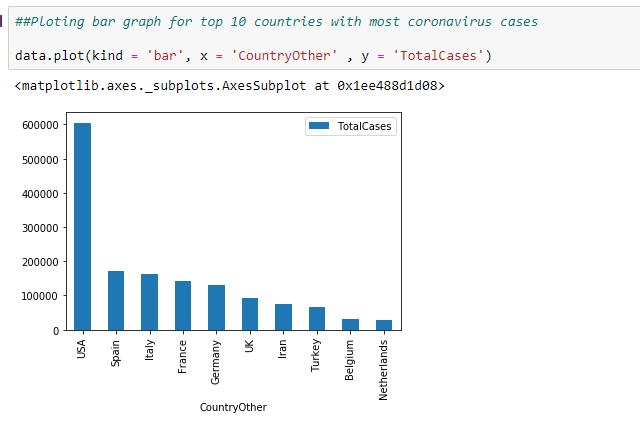 ##Ploting bar graph for top 10 countries with most coronavirus cases
data.plot(kind = 'bar', x = 'CountryOther' , y = 'TotalCases')
<matplotlib.axes._subplots.AxesSubplot at 0x1ee488d1d08>
TotalCases
600000
500000
400000
300000
200000
100000
0
USA
Spain
Italy
France
Germany
UK
Iran
Turkey
Belgium
Netherlands
CountryOther